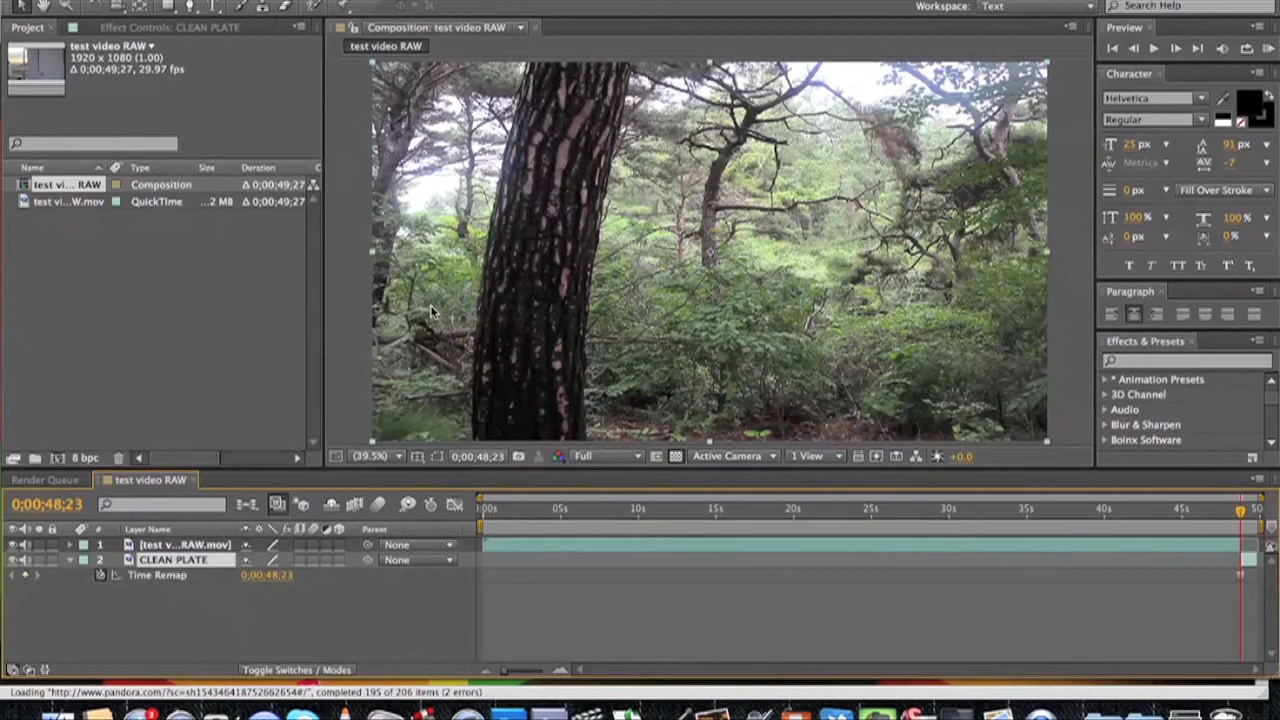 Workspace: Text
Search Help
Project
Effect Controls: CLEAN PLATE
Composition: test video RAW
Preview
test video RAW
test video RAW
1920 x 1080 (1.00)
Δ 0;00;49;27, 29.97 fps
Character
Helvetica
Regular
25 px
91 px
Metrics
-7
0 px
Fill Over Stroke
100%
100%
0 px
0 %
T T TT Tr T' T,
Name
Type
Size
Duration
test vi... RAW
Composition
Δ 0;00;49;27
test vi...W.mov
QuickTime
...2 MB
Δ 0;00;49;27
Paragraph
Effects & Presets
* Animation Presets
3D Channel
Audio
Blur & Sharpen
Boinx Software
8 bpc
(39.5%)
0;00;48;23
Full
Active Camera
1 View
+0.0
Render Queue
test video RAW
0;00;48;23
:00s
05s
10s
15s
20s
25s
30s
35s
40s
45s
50
#
Layer Name
Parent
1
[test v...RAW.mov]
None
2
CLEAN PLATE
None
Time Remap
0;00;48;23
Toggle Switches / Modes
Loading "http://www.pandora.com/?sc=sh154346418752662654#/", completed 195 of 206 items (2 errors)